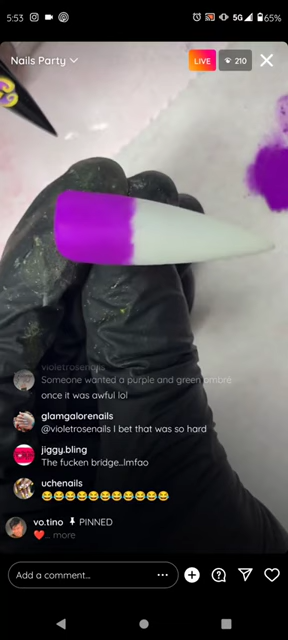 5:53
5G
65%
Nails Party
LIVE
210
violetrosenails
Someone wanted a purple and green ombré
once it was awful lol
glamgalorenails
@violetrosenails I bet that was so hard
jiggy.bling
The fucken bridge...lmfao
uchenails
😂😂😂😂😂😂😂😂😂😂😂
vo.tino PINNED
❤️... more
Add a comment...